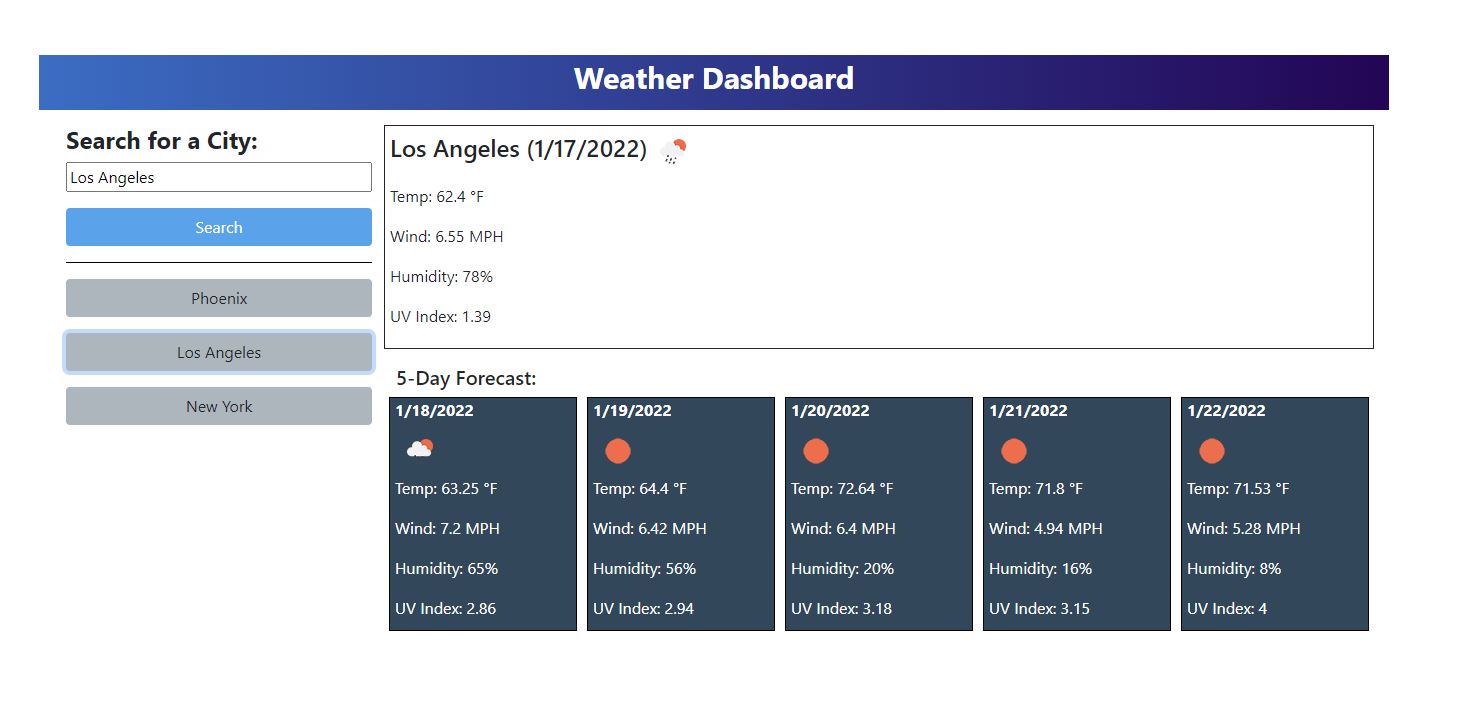 Weather Dashboard
Search for a City:
Los Angeles
Search
Phoenix
Los Angeles
New York
Los Angeles (1/17/2022)
Temp: 62.4 °F
Wind: 6.55 MPH
Humidity: 78%
UV Index: 1.39
5-Day Forecast:
1/18/2022
Temp: 63.25 °F
Wind: 7.2 MPH
Humidity: 65%
UV Index: 2.86
1/19/2022
Temp: 64.4 °F
Wind: 6.42 MPH
Humidity: 56%
UV Index: 2.94
1/20/2022
Temp: 72.64 °F
Wind: 6.4 MPH
Humidity: 20%
UV Index: 3.18
1/21/2022
Temp: 71.8 °F
Wind: 4.94 MPH
Humidity: 16%
UV Index: 3.15
1/22/2022
Temp: 71.53 °F
Wind: 5.28 MPH
Humidity: 8%
UV Index: 4